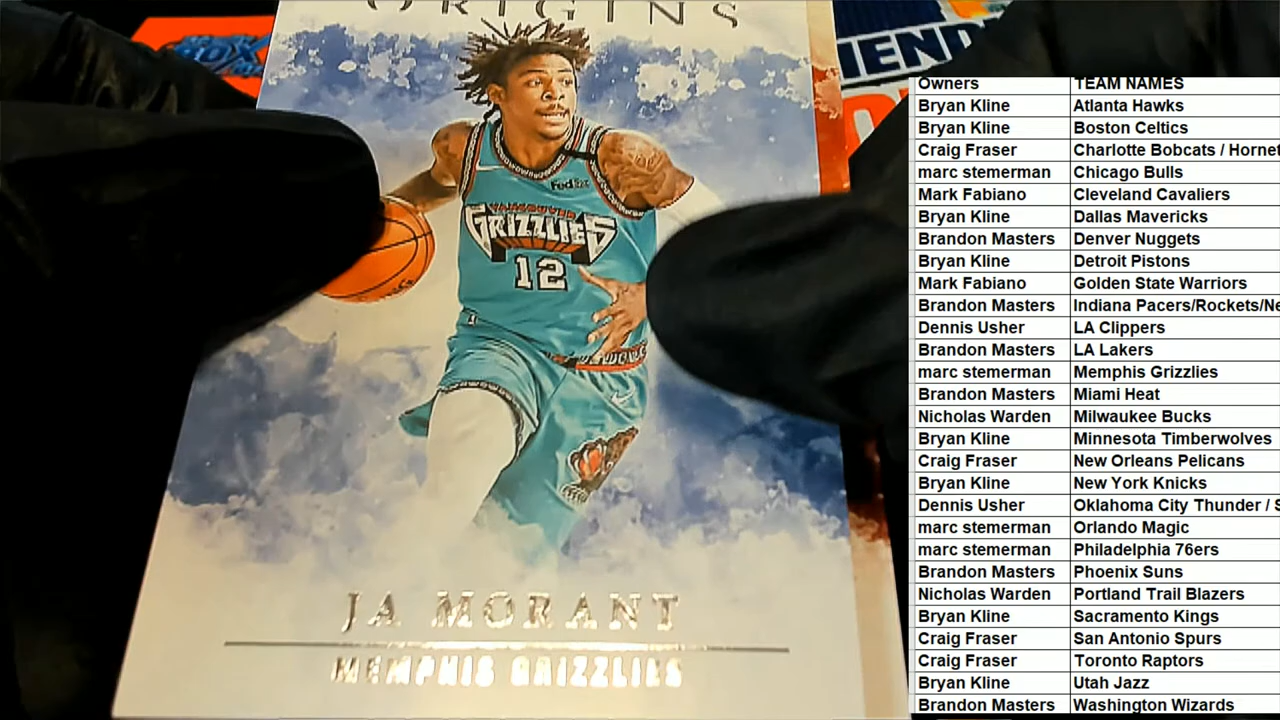 ORIGINS
IEND
FedEx
VANCOUVER
GRIZZLIES
12
JA MORANT
MEMPHIS GRIZZLIES
Owners TEAM NAMES
Bryan Kline Atlanta Hawks
Bryan Kline Boston Celtics
Craig Fraser Charlotte Bobcats / Hornet
marc stemerman Chicago Bulls
Mark Fabiano Cleveland Cavaliers
Bryan Kline Dallas Mavericks
Brandon Masters Denver Nuggets
Bryan Kline Detroit Pistons
Mark Fabiano Golden State Warriors
Brandon Masters Indiana Pacers/Rockets/Ne
Dennis Usher LA Clippers
Brandon Masters LA Lakers
marc stemerman Memphis Grizzlies
Brandon Masters Miami Heat
Nicholas Warden Milwaukee Bucks
Bryan Kline Minnesota Timberwolves
Craig Fraser New Orleans Pelicans
Bryan Kline New York Knicks
Dennis Usher Oklahoma City Thunder / S
marc stemerman Orlando Magic
marc stemerman Philadelphia 76ers
Brandon Masters Phoenix Suns
Nicholas Warden Portland Trail Blazers
Bryan Kline Sacramento Kings
Craig Fraser San Antonio Spurs
Craig Fraser Toronto Raptors
Bryan Kline Utah Jazz
Brandon Masters Washington Wizards